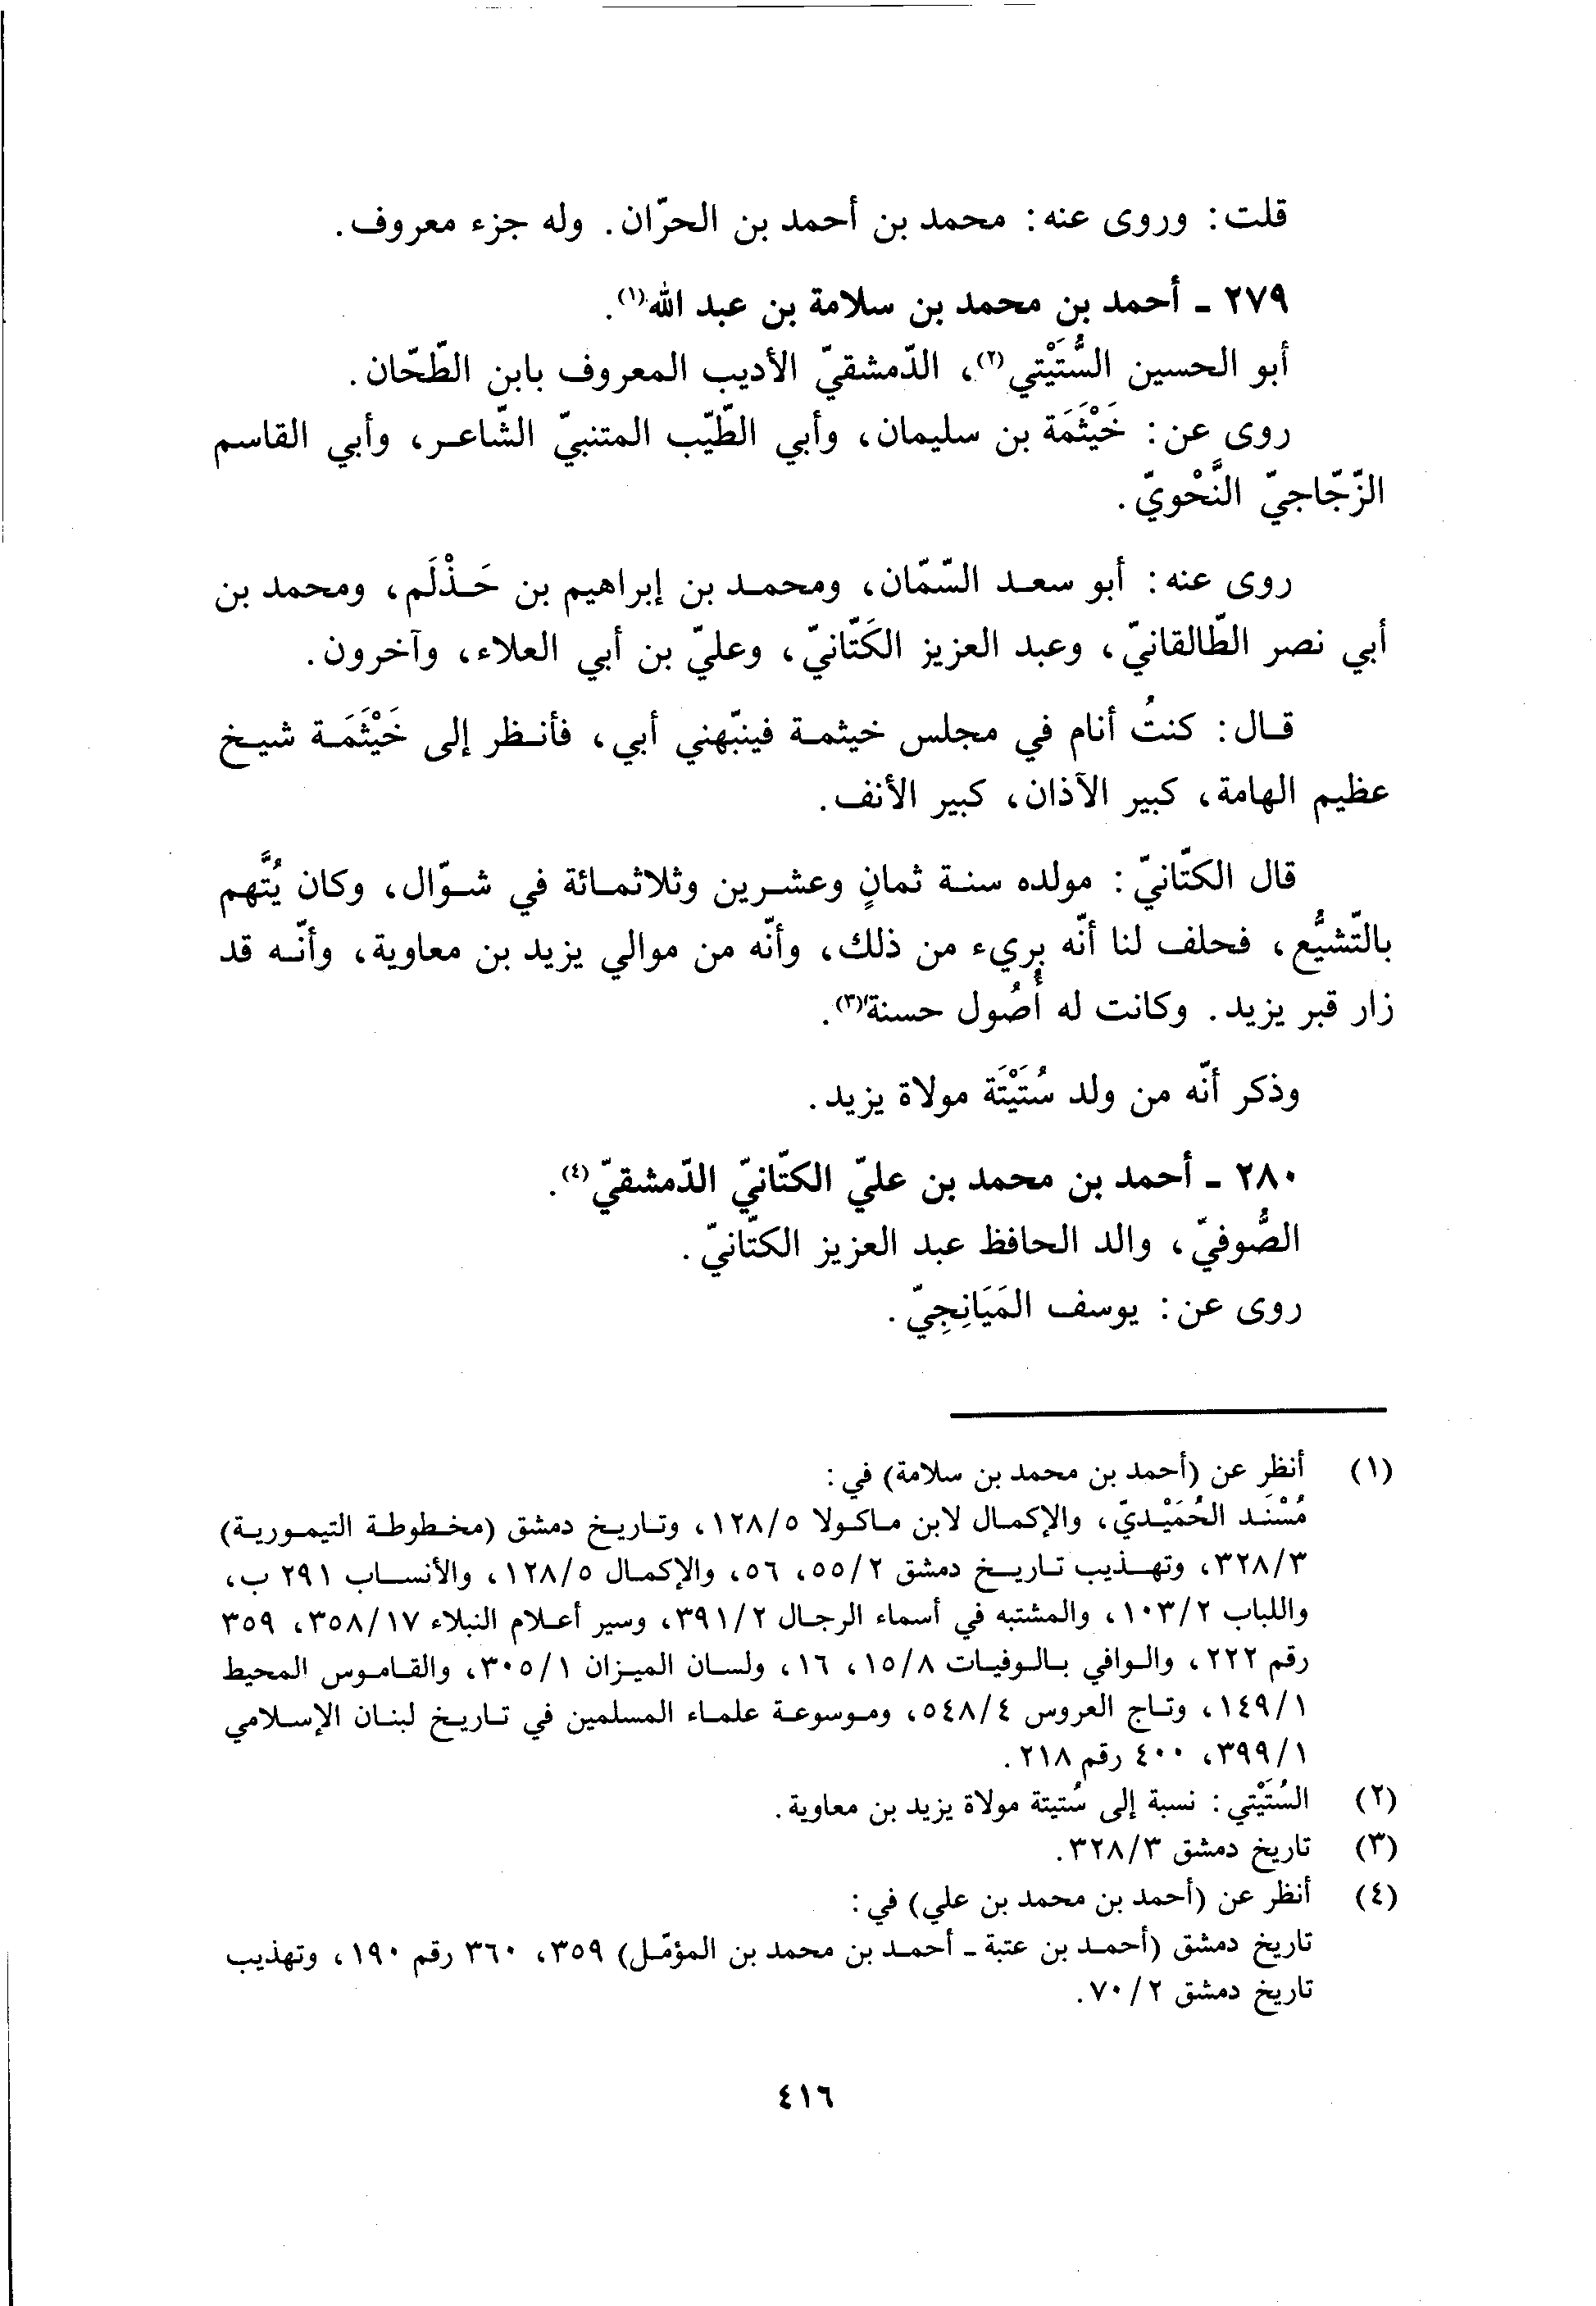 قلت: وروى عنه: محمد بن أحمد بن الحرّان. وله جزء معروف.
٢٧٩ - أحمد بن محمد بن سلامة بن عبد الله(١).
أبو الحسين السُّتَيْتي(٢)، الدّمشقيّ الأديب المعروف بابن الطّحّان.
روى عن: خَيْثَمَة بن سليمان، وأبي الطّيّب المتنبيّ الشّاعر، وأبي القاسم
الزّجّاجيّ النَّحْويّ.
روى عنه: أبو سعد السّمّان، ومحمد بن إبراهيم بن حَذْلَم، ومحمد بن
أبي نصر الطّالقانيّ، وعبد العزيز الكَتّانيّ، وعليّ بن أبي العلاء، وآخرون.
قال: كنتُ أنام في مجلس خيثمة فينبّهني أبي، فأنظر إلى خَيْثَمَة شيخ
عظيم الهامة، كبير الآذان، كبير الأنف.
قال الكتّانيّ: مولده سنة ثمانٍ وعشرين وثلاثمائة في شوّال، وكان يُتَّهم
بالتّشيُّع، فحلف لنا أنّه بريء من ذلك، وأنّه من موالي يزيد بن معاوية، وأنّه قد
زار قبر يزيد. وكانت له أُصُول حسنة(٣).
وذكر أنّه من ولد سُتَيْتَة مولاة يزيد.
٢٨٠ - أحمد بن محمد بن عليّ الكتّانيّ الدّمشقيّ(٤).
الصُّوفيّ، والد الحافظ عبد العزيز الكتّانيّ.
روى عن: يوسف المَيَانِجِيّ.
(١) أنظر عن (أحمد بن محمد بن سلامة) في:
مُسْنَد الحُمَيْديّ، والإكمال لابن ماكولا ١٢٨/٥، وتاريخ دمشق (مخطوطة التيمورية)
٣٢٨/٣، وتهذيب تاريخ دمشق ٥٥/٢، ٥٦، والإكمال ١٢٨/٥، والأنساب ٢٩١ ب،
واللباب ١٠٣/٢، والمشتبه في أسماء الرجال ٣٩١/٢، وسير أعلام النبلاء ٣٥٨/١٧، ٣٥٩
رقم ٢٢٢، والوافي بالوفيات ١٥/٨، ١٦، ولسان الميزان ٣٠٥/١، والقاموس المحيط
١٤٩/١، وتاج العروس ٥٤٨/٤، وموسوعة علماء المسلمين في تاريخ لبنان الإسلامي
٣٩٩/١، ٤٠٠ رقم ٢١٨.
(٢) السُتَيْتي: نسبة إلى سُتيتة مولاة يزيد بن معاوية.
(٣) تاريخ دمشق ٣٢٨/٣.
(٤) أنظر عن (أحمد بن محمد بن علي) في:
تاريخ دمشق (أحمد بن عتبة - أحمد بن محمد بن المؤمّل) ٣٥٩، ٣٦٠ رقم ١٩٠، وتهذيب
تاريخ دمشق ٧٠/٢.
٤١٦